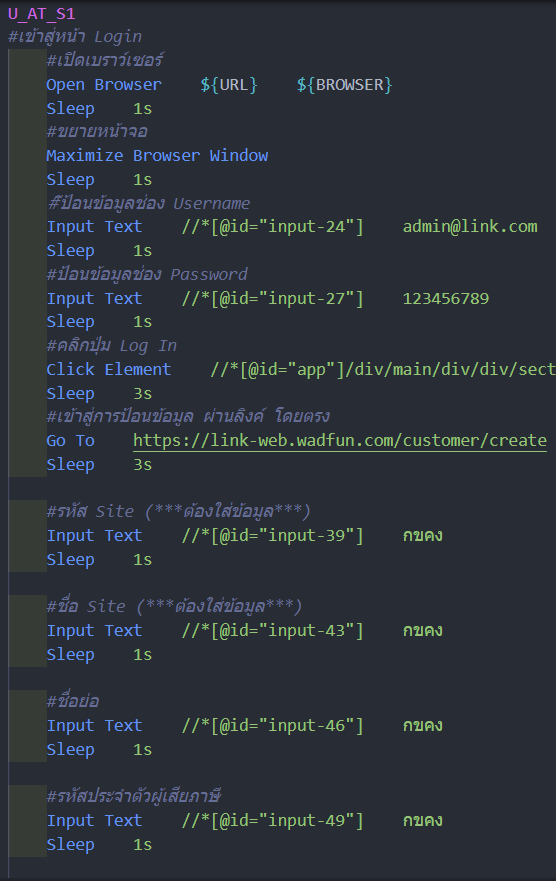 U_AT_S1
#เข้าสู่หน้า Login
#เปิดเบราว์เซอร์
Open Browser    ${URL}    ${BROWSER}
Sleep    1s
#ขยายหน้าจอ
Maximize Browser Window
Sleep    1s
#ป้อนข้อมูลช่อง Username
Input Text    //*[@id="input-24"]    admin@link.com
Sleep    1s
#ป้อนข้อมูลช่อง Password
Input Text    //*[@id="input-27"]    123456789
Sleep    1s
#คลิกปุ่ม Log In
Click Element    //*[@id="app"]/div/main/div/div/sect
Sleep    3s
#เข้าสู่การป้อนข้อมูล ผ่านลิงค์ โดยตรง
Go To    https://link-web.wadfun.com/customer/create
Sleep    3s
#รหัส Site (***ต้องใส่ข้อมูล***)
Input Text    //*[@id="input-39"]    กขคง
Sleep    1s
#ชื่อ Site (***ต้องใส่ข้อมูล***)
Input Text    //*[@id="input-43"]    กขคง
Sleep    1s
#ชื่อย่อ
Input Text    //*[@id="input-46"]    กขคง
Sleep    1s
#รหัสประจำตัวผู้เสียภาษี
Input Text    //*[@id="input-49"]    กขคง
Sleep    1s